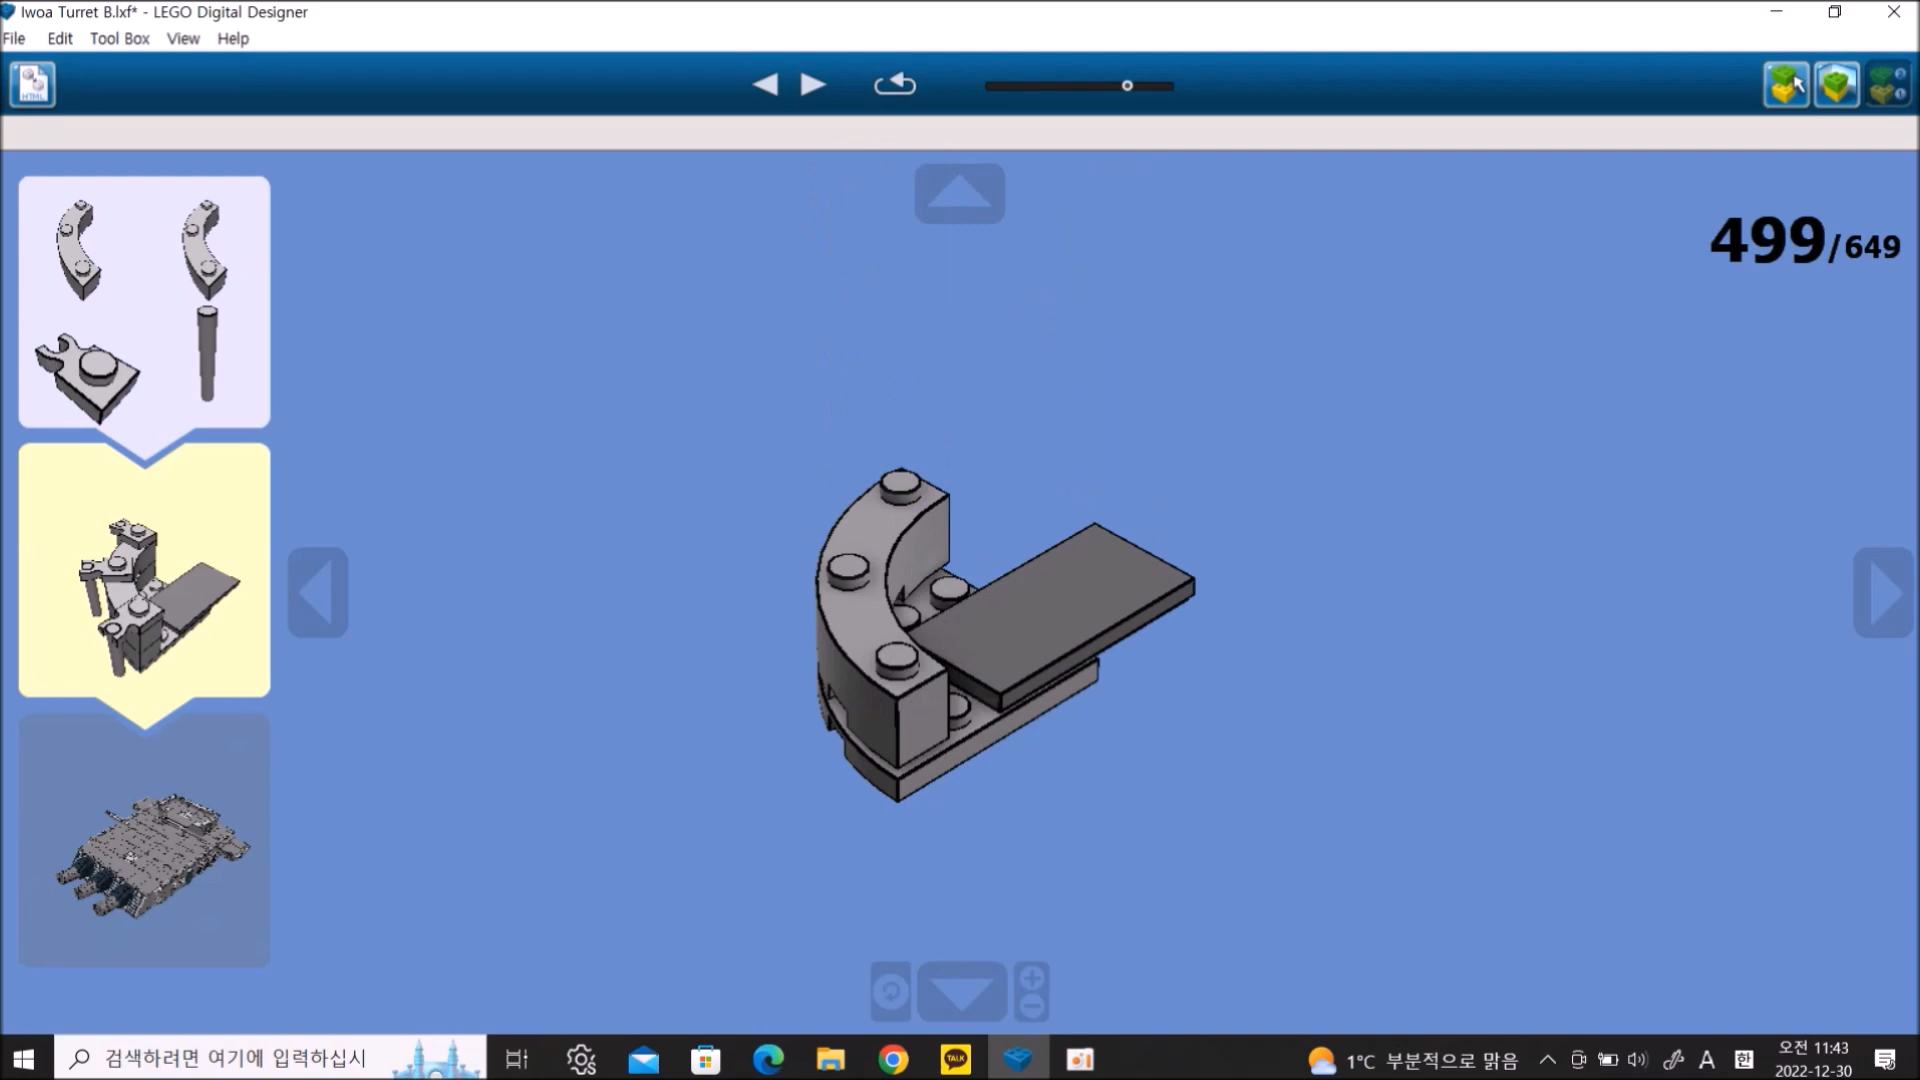 Iwoa Turret B.lxf* - LEGO Digital Designer
File Edit Tool Box View Help
HTML
499/649
검색하려면 여기에 입력하십시
TALK
1°C 부분적으로 맑음
A
한
오전 11:43
2022-12-30